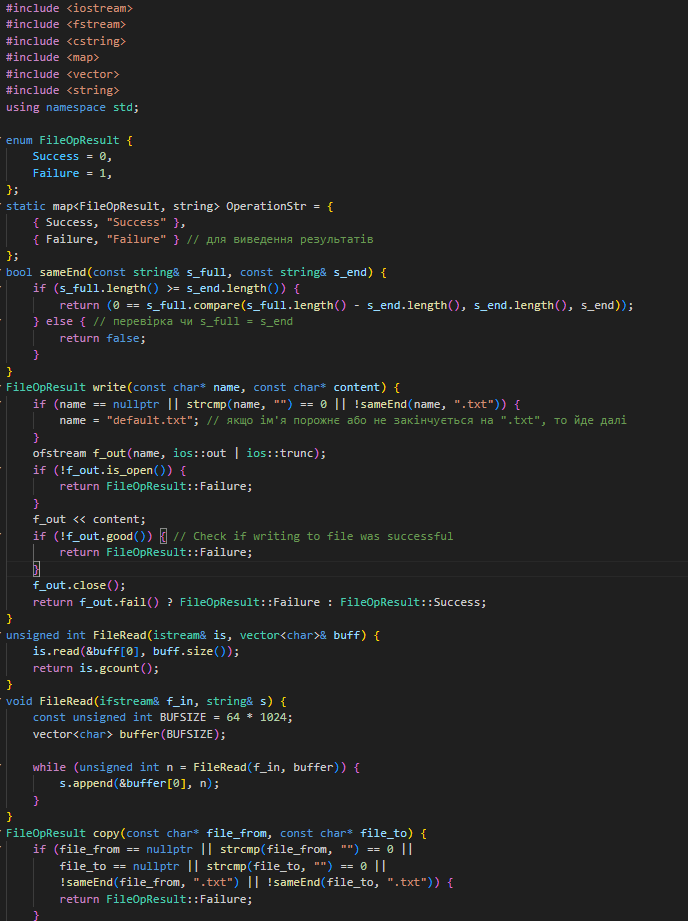 #include <iostream>
#include <fstream>
#include <cstring>
#include <map>
#include <vector>
#include <string>
using namespace std;

enum FileOpResult {
    Success = 0,
    Failure = 1,
};
static map<FileOpResult, string> OperationStr = {
    { Success, "Success" },
    { Failure, "Failure" } // для виведення результатів
};
bool sameEnd(const string& s_full, const string& s_end) {
    if (s_full.length() >= s_end.length()) {
        return (0 == s_full.compare(s_full.length() - s_end.length(), s_end.length(), s_end));
    } else { // перевірка чи s_full = s_end
        return false;
    }
}
FileOpResult write(const char* name, const char* content) {
    if (name == nullptr || strcmp(name, "") == 0 || !sameEnd(name, ".txt")) {
        name = "default.txt"; // якщо ім'я порожнє або не закінчується на ".txt", то йде далі
    }
    ofstream f_out(name, ios::out | ios::trunc);
    if (!f_out.is_open()) {
        return FileOpResult::Failure;
    }
    f_out << content;
    if (!f_out.good()) { // Check if writing to file was successful
        return FileOpResult::Failure;
    }
    f_out.close();
    return f_out.fail() ? FileOpResult::Failure : FileOpResult::Success;
}
unsigned int FileRead(istream& is, vector<char>& buff) {
    is.read(&buff[0], buff.size());
    return is.gcount();
}
void FileRead(ifstream& f_in, string& s) {
    const unsigned int BUFSIZE = 64 * 1024;
    vector<char> buffer(BUFSIZE);

    while (unsigned int n = FileRead(f_in, buffer)) {
        s.append(&buffer[0], n);
    }
}
FileOpResult copy(const char* file_from, const char* file_to) {
    if (file_from == nullptr || strcmp(file_from, "") == 0 ||
        file_to == nullptr || strcmp(file_to, "") == 0 ||
        !sameEnd(file_from, ".txt") || !sameEnd(file_to, ".txt")) {
        return FileOpResult::Failure;
    }